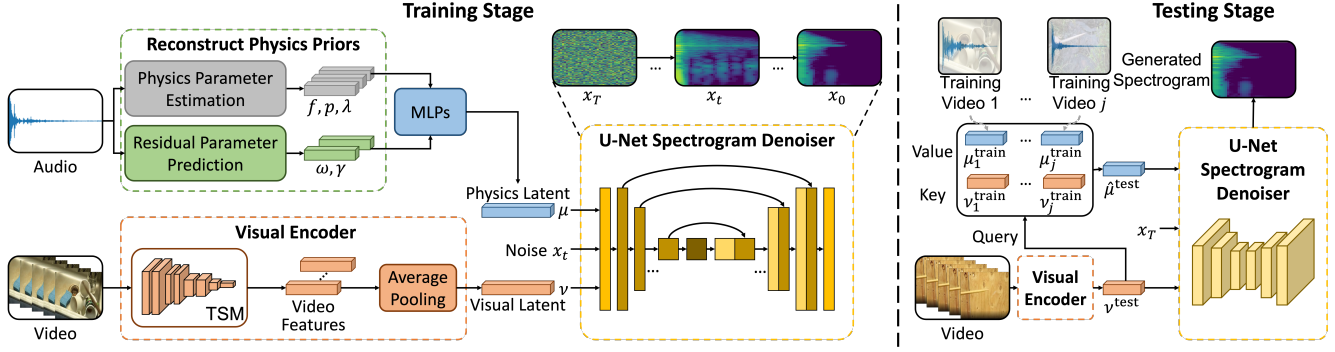 Training Stage
Reconstruct Physics Priors
Physics Parameter
Estimation
f, p, λ
Residual Parameter
Prediction
ω, γ
Audio
MLPs
x_T
...
x_t
...
x_0
U-Net Spectrogram Denoiser
Physics Latent
μ
Noise x_t
ν
Visual Latent
...
...
Visual Encoder
TSM
Video
Features
Average
Pooling
Video
Testing Stage
Training
Video 1
...
Training
Video j
Generated
Spectrogram
Value
μ_1^train
...
μ_j^train
Key
ν_1^train
...
ν_j^train
μ̂^test
Query
x_T
U-Net
Spectrogram
Denoiser
Visual
Encoder
ν^test
Video